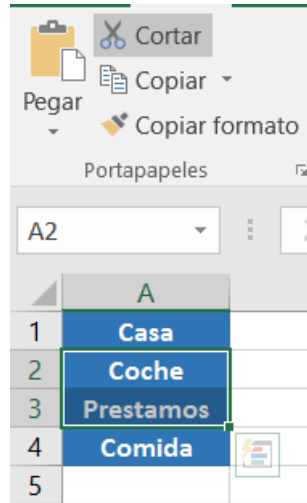 Cortar
Copiar
Pegar
Copiar formato
Portapapeles
A2
A
1 Casa
2 Coche
3 Prestamos
4 Comida
5